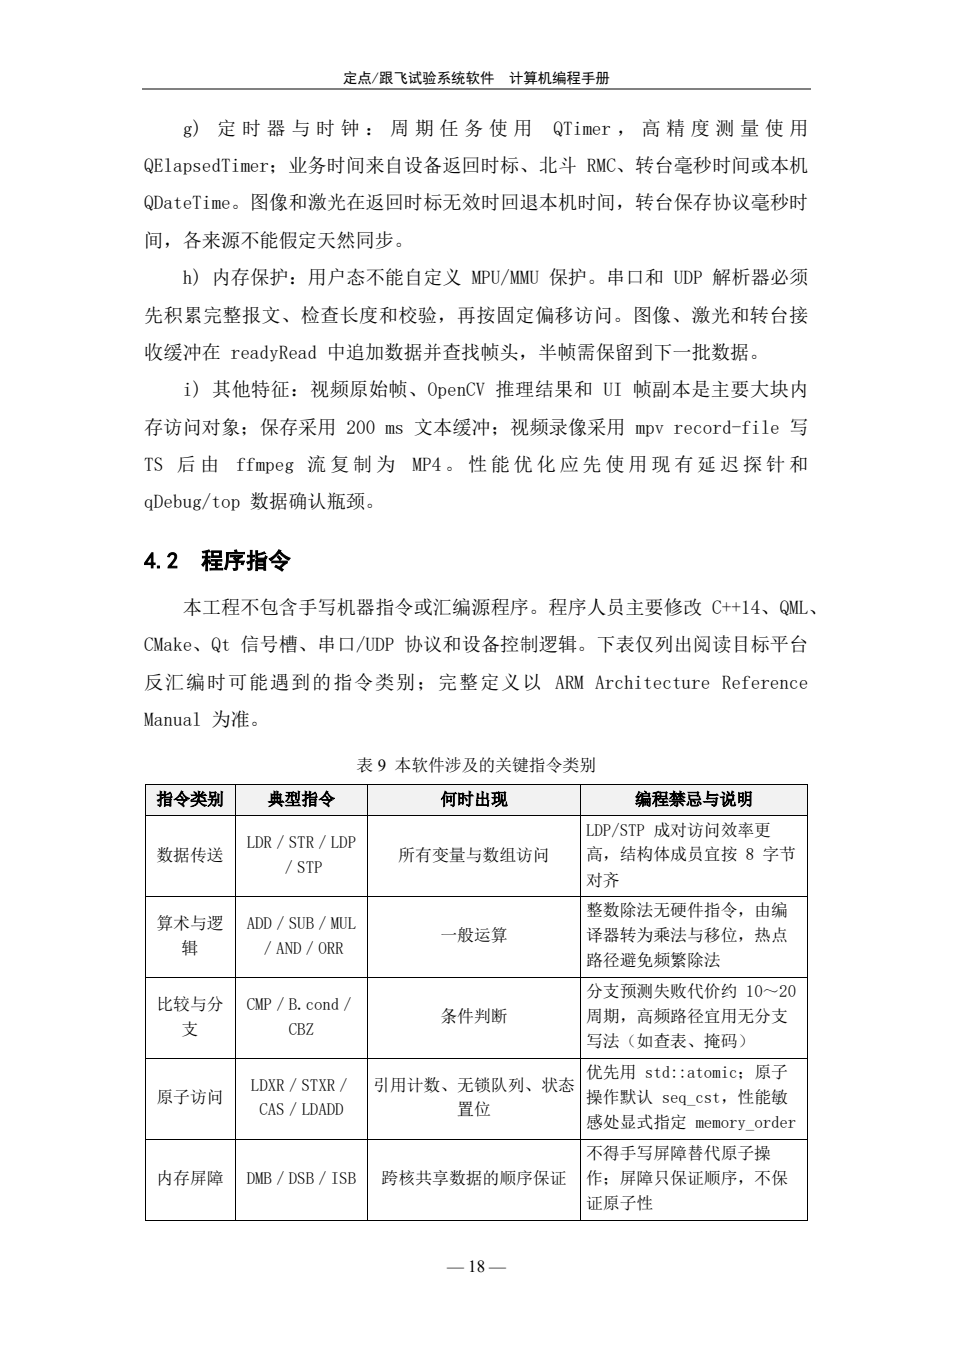 定点/跟飞试验系统软件　计算机编程手册
g) 定时器与时钟：周期任务使用 QTimer，高精度测量使用
QElapsedTimer；业务时间来自设备返回时标、北斗 RMC、转台毫秒时间或本机
QDateTime。图像和激光在返回时标无效时回退本机时间，转台保存协议毫秒时
间，各来源不能假定天然同步。
h) 内存保护：用户态不能自定义 MPU/MMU 保护。串口和 UDP 解析器必须
先积累完整报文、检查长度和校验，再按固定偏移访问。图像、激光和转台接
收缓冲在 readyRead 中追加数据并查找帧头，半帧需保留到下一批数据。
i) 其他特征：视频原始帧、OpenCV 推理结果和 UI 帧副本是主要大块内
存访问对象；保存采用 200 ms 文本缓冲；视频录像采用 mpv record-file 写
TS 后由 ffmpeg 流复制为 MP4。性能优化应先使用现有延迟探针和
qDebug/top 数据确认瓶颈。
4.2　程序指令
本工程不包含手写机器指令或汇编源程序。程序人员主要修改 C++14、QML、
CMake、Qt 信号槽、串口/UDP 协议和设备控制逻辑。下表仅列出阅读目标平台
反汇编时可能遇到的指令类别；完整定义以 ARM Architecture Reference
Manual 为准。
表 9 本软件涉及的关键指令类别
指令类别 典型指令 何时出现 编程禁忌与说明
数据传送
LDR / STR / LDP
/ STP
所有变量与数组访问
LDP/STP 成对访问效率更
高，结构体成员宜按 8 字节
对齐
算术与逻
辑
ADD / SUB / MUL
/ AND / ORR
一般运算
整数除法无硬件指令，由编
译器转为乘法与移位，热点
路径避免频繁除法
比较与分
支
CMP / B.cond /
CBZ
条件判断
分支预测失败代价约 10～20
周期，高频路径宜用无分支
写法（如查表、掩码）
原子访问
LDXR / STXR /
CAS / LDADD
引用计数、无锁队列、状态
置位
优先用 std::atomic；原子
操作默认 seq_cst，性能敏
感处显式指定 memory_order
内存屏障
DMB / DSB / ISB
跨核共享数据的顺序保证
不得手写屏障替代原子操
作；屏障只保证顺序，不保
证原子性
— 18 —